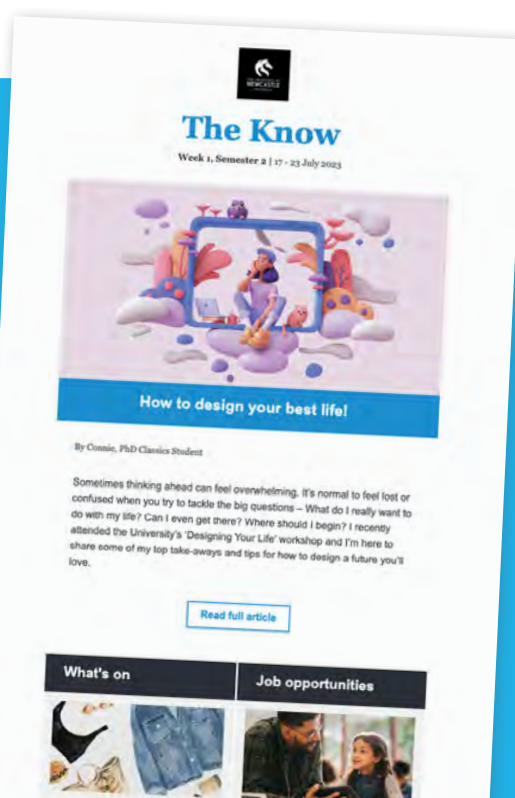 NEWCASTLE
The Know
Week 1, Semester 2 | 17 - 23 July 2023
How to design your best life!
By Connie, PhD Classics Student
Sometimes thinking ahead can feel overwhelming. It's normal to feel lost or
confused when you try to tackle the big questions – What do I really want to
do with my life? Can I even get there? Where should I begin? I recently
attended the University's 'Designing Your Life' workshop and I'm here to
share some of my top take-aways and tips for how to design a future you'll
love.
Read full article
What's on
Job opportunities